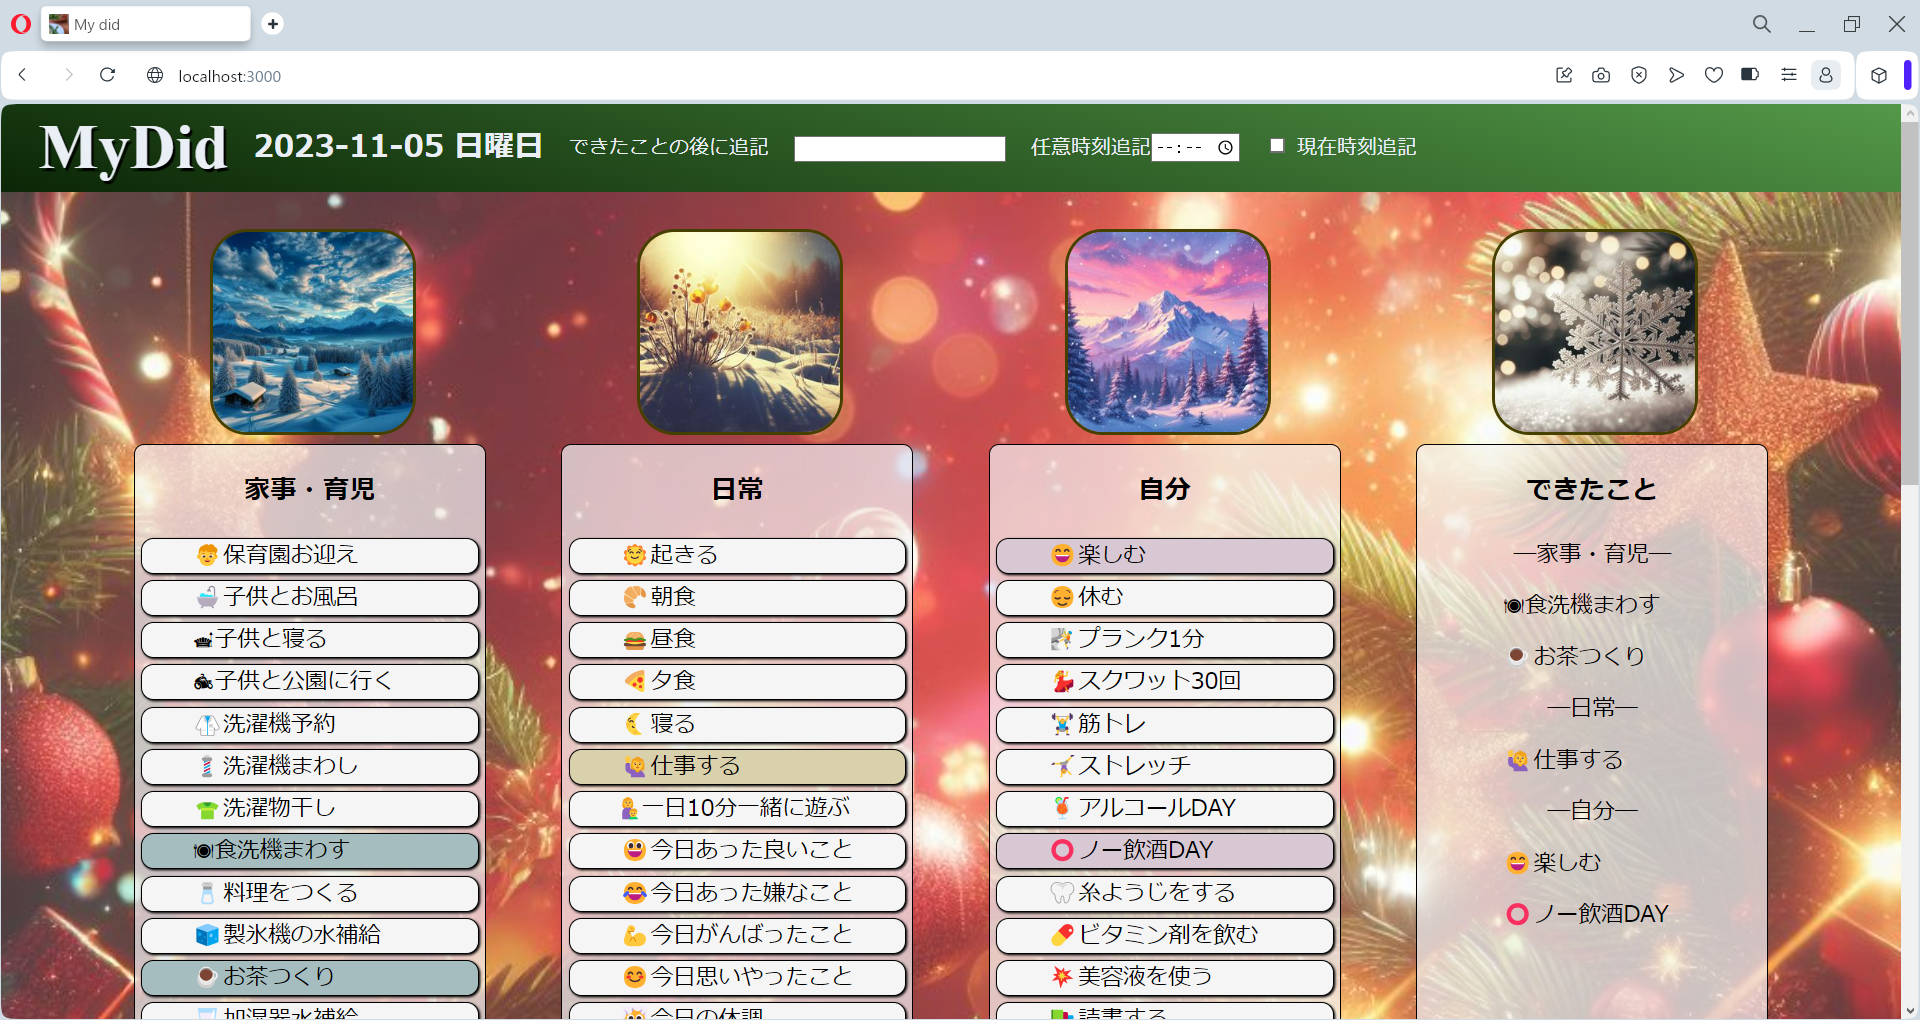 My did
localhost:3000
MyDid 2023-11-05 日曜日 できたことの後に追記 任意時刻追記 --:-- 現在時刻追記
家事・育児
保育園お迎え
子供とお風呂
子供と寝る
子供と公園に行く
洗濯機予約
洗濯機まわし
洗濯物干し
食洗機まわす
料理をつくる
製氷機の水補給
お茶つくり
加湿器水補給
日常
起きる
朝食
昼食
夕食
寝る
仕事する
一日10分一緒に遊ぶ
今日あった良いこと
今日あった嫌なこと
今日がんばったこと
今日思いやったこと
今日の体調
自分
楽しむ
休む
プランク1分
スクワット30回
筋トレ
ストレッチ
アルコールDAY
ノー飲酒DAY
糸ようじをする
ビタミン剤を飲む
美容液を使う
読書する
できたこと
―家事・育児―
食洗機まわす
お茶つくり
―日常―
仕事する
―自分―
楽しむ
ノー飲酒DAY